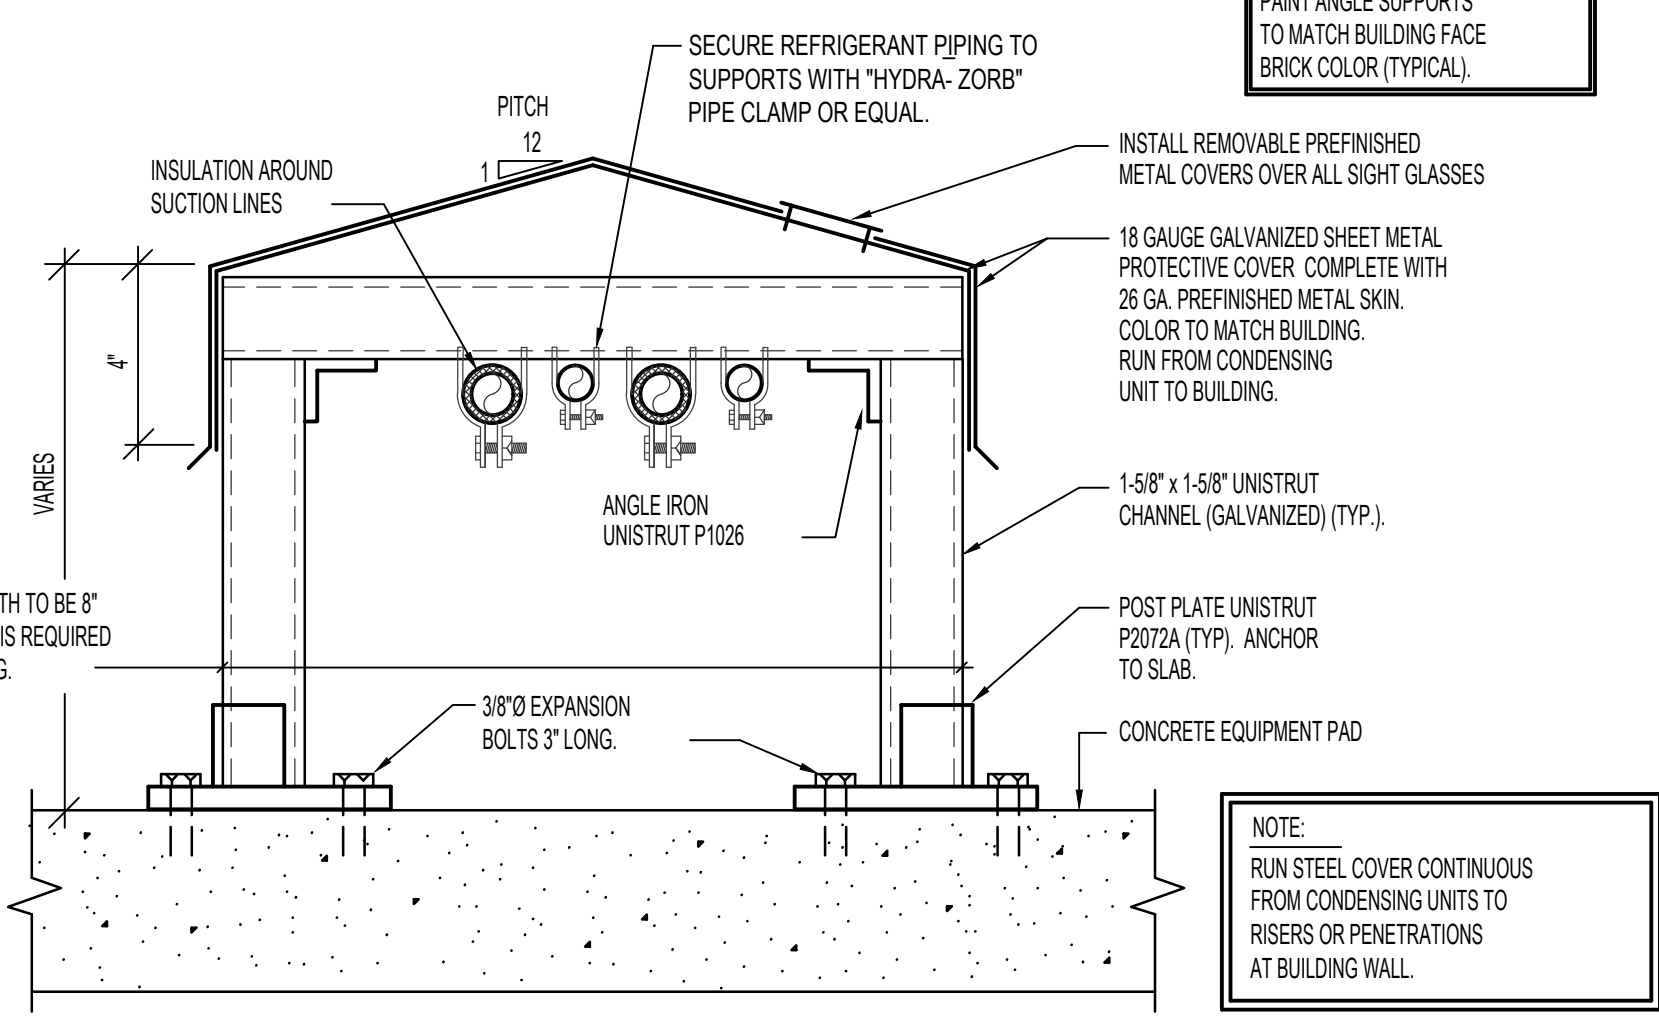 PAINT ANGLE SUPPORTS
TO MATCH BUILDING FACE
BRICK COLOR (TYPICAL).
SECURE REFRIGERANT PIPING TO
SUPPORTS WITH "HYDRA- ZORB"
PIPE CLAMP OR EQUAL.
PITCH
12
1
INSULATION AROUND
SUCTION LINES
INSTALL REMOVABLE PREFINISHED
METAL COVERS OVER ALL SIGHT GLASSES
18 GAUGE GALVANIZED SHEET METAL
PROTECTIVE COVER COMPLETE WITH
26 GA. PREFINISHED METAL SKIN.
COLOR TO MATCH BUILDING.
RUN FROM CONDENSING
UNIT TO BUILDING.
4"
VARIES
ANGLE IRON
UNISTRUT P1026
1-5/8" x 1-5/8" UNISTRUT
CHANNEL (GALVANIZED) (TYP.).
TH TO BE 8"
IS REQUIRED
G.
POST PLATE UNISTRUT
P2072A (TYP). ANCHOR
TO SLAB.
3/8"Ø EXPANSION
BOLTS 3" LONG.
CONCRETE EQUIPMENT PAD
NOTE:
RUN STEEL COVER CONTINUOUS
FROM CONDENSING UNITS TO
RISERS OR PENETRATIONS
AT BUILDING WALL.